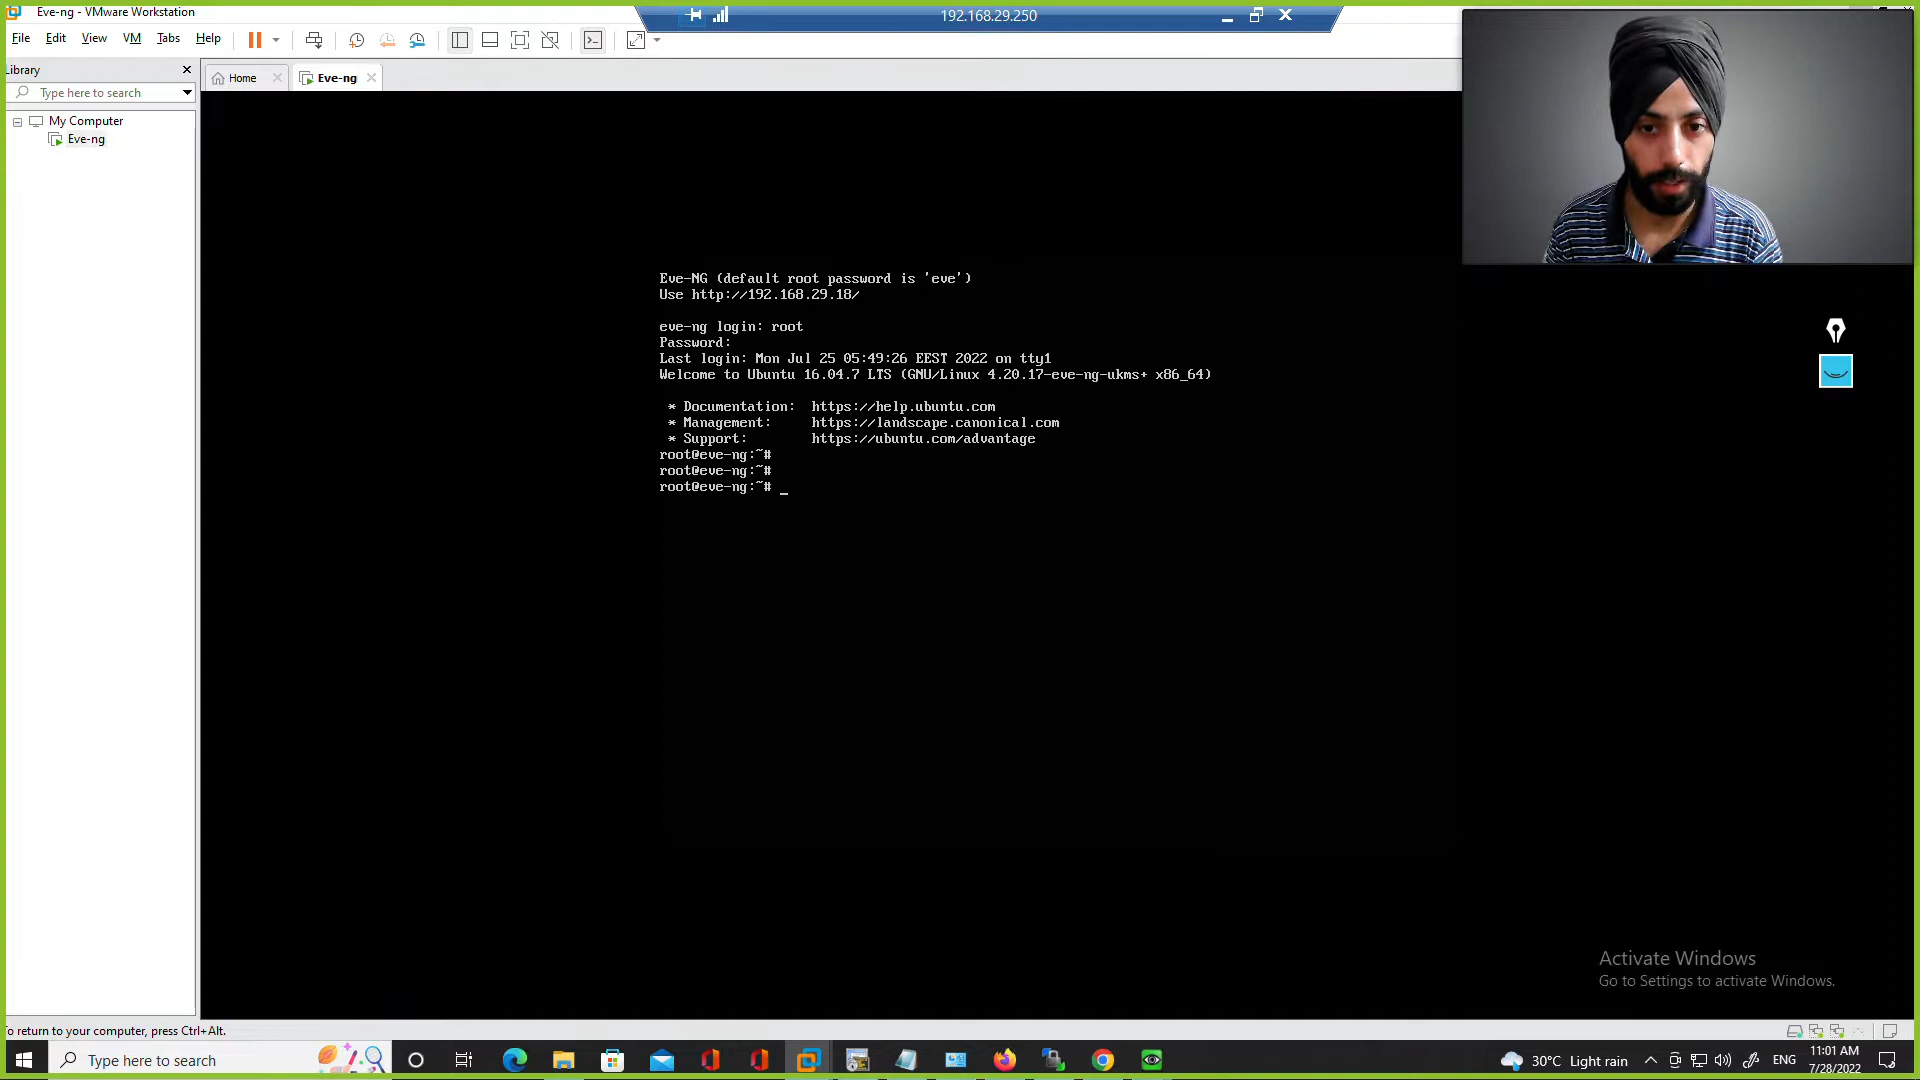 Eve-ng - VMware Workstation
192.168.29.250
File Edit View VM Tabs Help
Library
Home
Eve-ng
Type here to search
My Computer
Eve-ng
Eve-NG (default root password is 'eve')
Use http://192.168.29.18/
eve-ng login: root
Password:
Last login: Mon Jul 25 05:49:26 EEST 2022 on tty1
Welcome to Ubuntu 16.04.7 LTS (GNU/Linux 4.20.17-eve-ng-ukms+ x86_64)
* Documentation: https://help.ubuntu.com
* Management: https://landscape.canonical.com
* Support: https://ubuntu.com/advantage
root@eve-ng:~#
root@eve-ng:~#
root@eve-ng:~# _
Activate Windows
Go to Settings to activate Windows.
To return to your computer, press Ctrl+Alt.
Type here to search
30°C Light rain
ENG
11:01 AM
7/28/2022